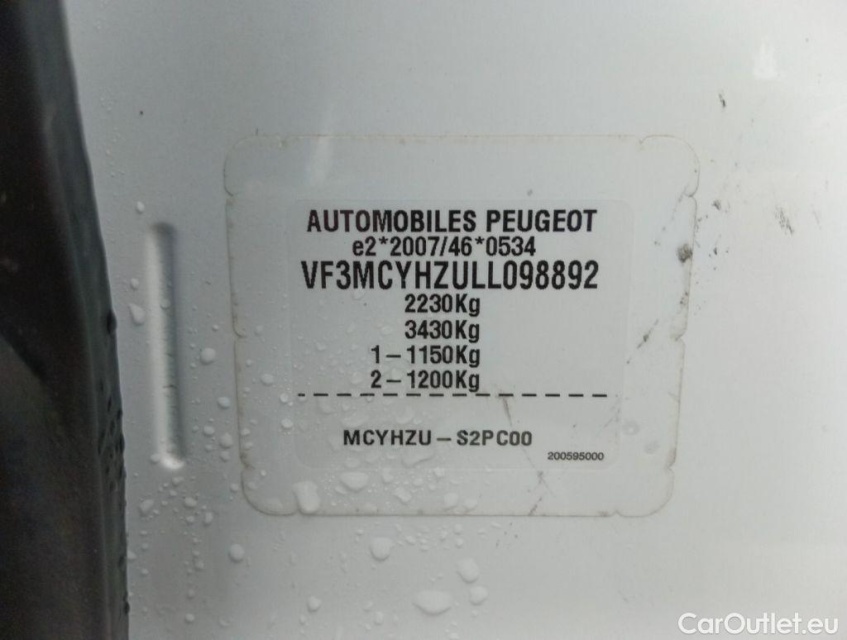 AUTOMOBILES PEUGEOT
e2*2007/46*0534
VF3MCYHZULL098892
2230Kg
3430Kg
1-1150Kg
2-1200Kg
MCYHZU-S2PC00
200595000
CarOutlet.eu